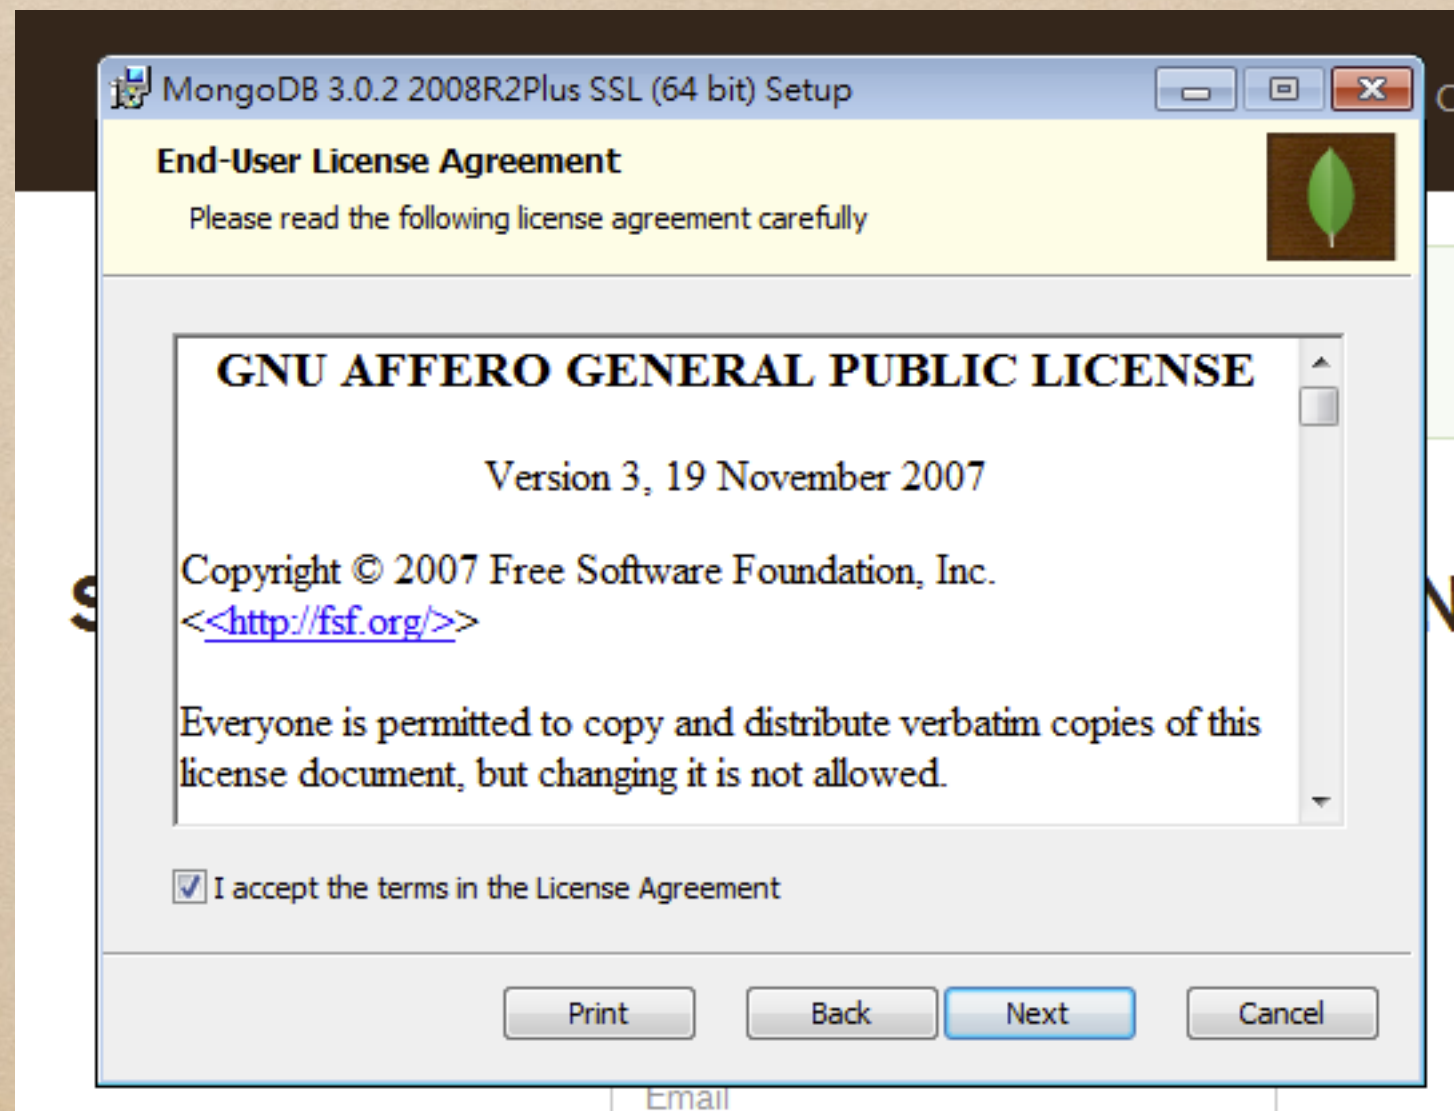 MongoDB 3.0.2 2008R2Plus SSL (64 bit) Setup
End-User License Agreement
Please read the following license agreement carefully
GNU AFFERO GENERAL PUBLIC LICENSE
Version 3, 19 November 2007
Copyright © 2007 Free Software Foundation, Inc.
<<http://fsf.org/>>
Everyone is permitted to copy and distribute verbatim copies of this
license document, but changing it is not allowed.
I accept the terms in the License Agreement
Print Back Next Cancel
Email